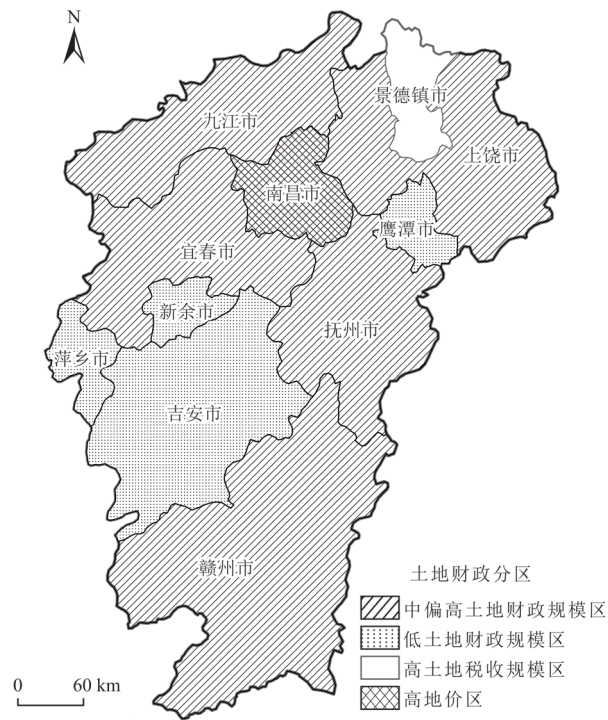 N
景德镇市
九江市
上饶市
南昌市
鹰潭市
宜春市
新余市
抚州市
萍乡市
吉安市
赣州市
土地财政分区
中偏高土地财政规模区
低土地财政规模区
高土地税收规模区
高地价区
0 60 km